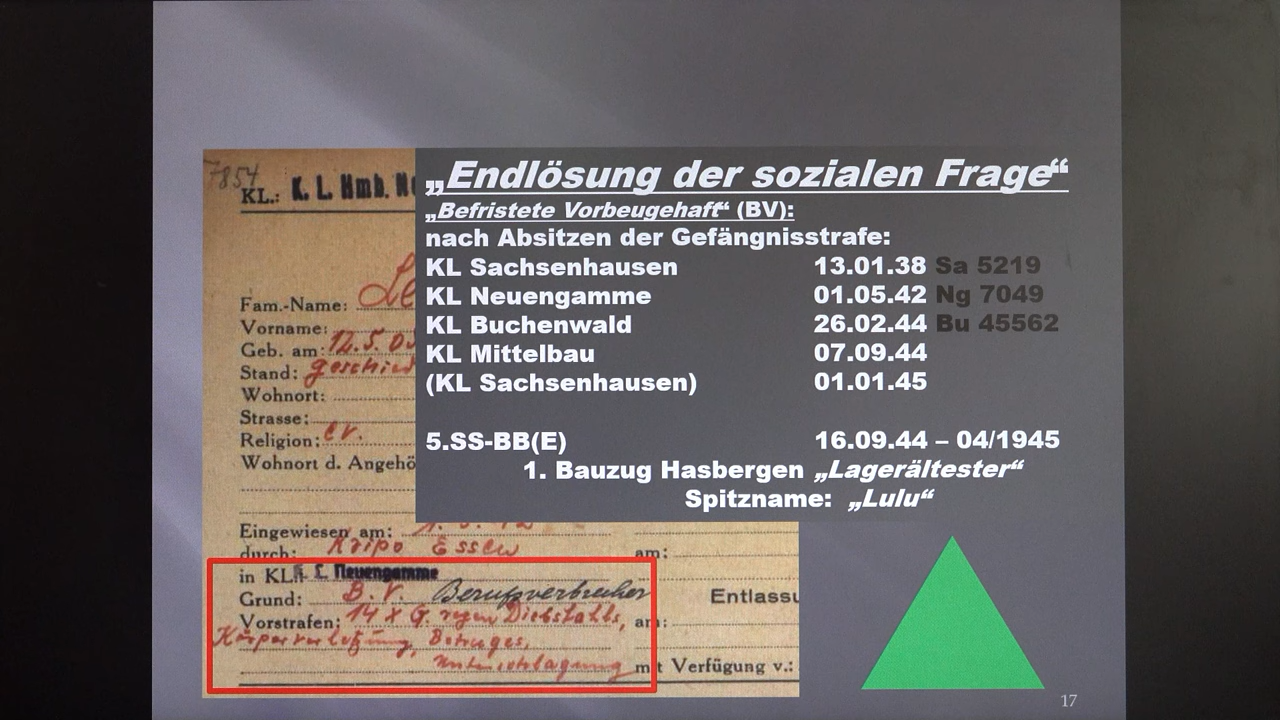 7854
KL.: K. L. Hmb.
Fam.-Name:
Vorname:
Geb. am: 12.5.
Stand:
Wohnort:
Strasse:
Religion: ev.
Wohnort d. Angehö
Eingewiesen am:
durch: Kripo Essen
am:
in KL.: K. L. Neuengamme
Grund: B.V. Berufsverbrecher
Entlassu
Vorstrafen: 14 x G. wegen Diebstahls,
am:
Körperverletzung, Betruges,
Unterschlagung
mit Verfügung v.:
„Endlösung der sozialen Frage“
„Befristete Vorbeugehaft“ (BV):
nach Absitzen der Gefängnisstrafe:
KL Sachsenhausen 13.01.38 Sa 5219
KL Neuengamme 01.05.42 Ng 7049
KL Buchenwald 26.02.44 Bu 45562
KL Mittelbau 07.09.44
(KL Sachsenhausen) 01.01.45
5.SS-BB(E) 16.09.44 – 04/1945
1. Bauzug Hasbergen „Lagerältester“
Spitzname: „Lulu“
17